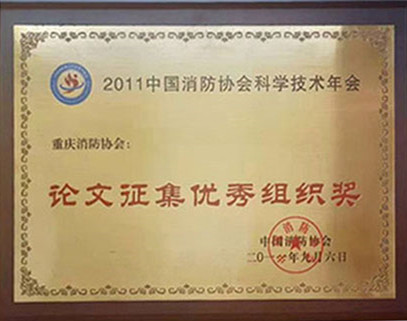 2011中国消防协会科学技术年会
重庆消防协会：
论文征集优秀组织奖
中国消防协会
二〇一一年九月六日